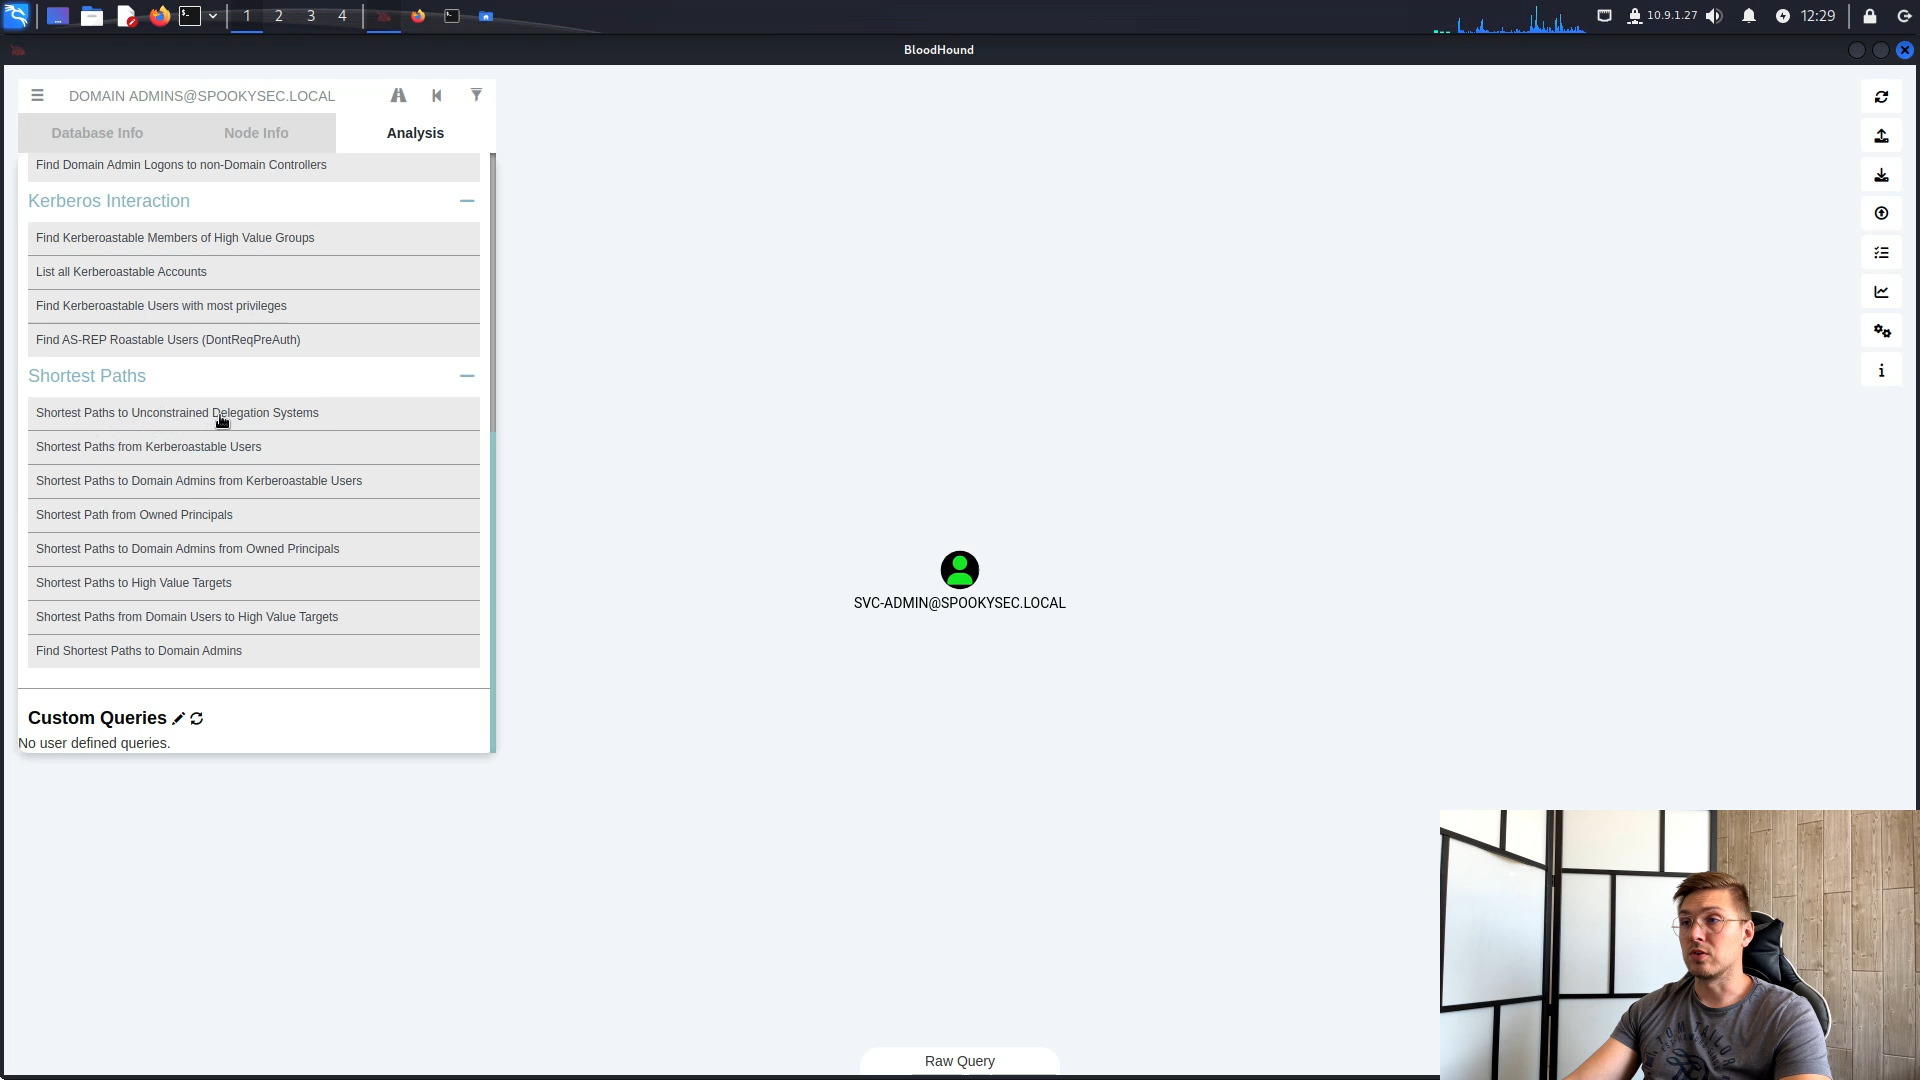 1 2 3 4
10.9.1.27
12:29
BloodHound
DOMAIN ADMINS@SPOOKYSEC.LOCAL
Database Info Node Info Analysis
Find Domain Admin Logons to non-Domain Controllers
Kerberos Interaction
Find Kerberoastable Members of High Value Groups
List all Kerberoastable Accounts
Find Kerberoastable Users with most privileges
Find AS-REP Roastable Users (DontReqPreAuth)
Shortest Paths
Shortest Paths to Unconstrained Delegation Systems
Shortest Paths from Kerberoastable Users
Shortest Paths to Domain Admins from Kerberoastable Users
Shortest Path from Owned Principals
Shortest Paths to Domain Admins from Owned Principals
Shortest Paths to High Value Targets
Shortest Paths from Domain Users to High Value Targets
Find Shortest Paths to Domain Admins
Custom Queries
No user defined queries.
SVC-ADMIN@SPOOKYSEC.LOCAL
Raw Query
TOM TAILOR